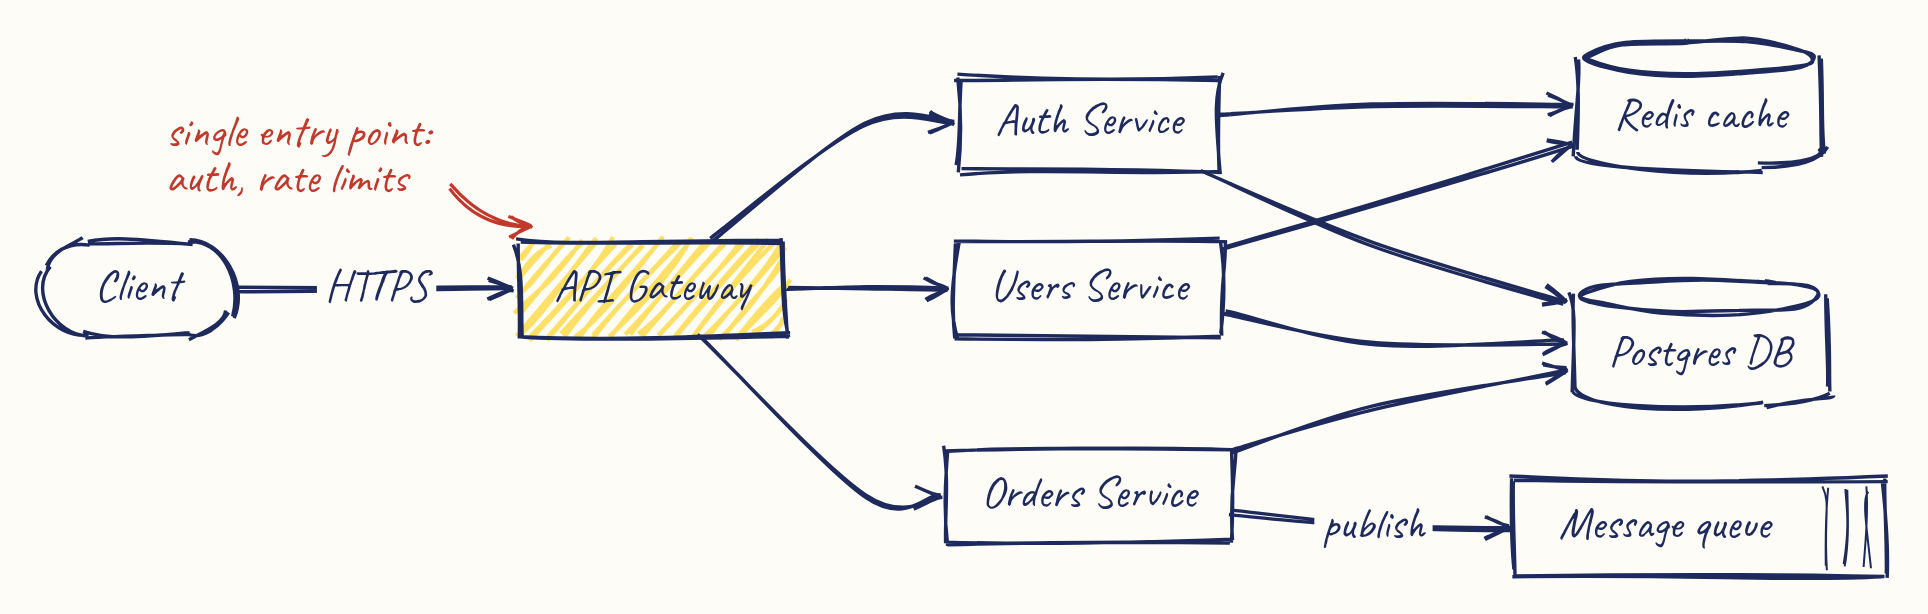 single entry point:
auth, rate limits
Client
HTTPS
API Gateway
Auth Service
Users Service
Orders Service
publish
Redis cache
Postgres DB
Message queue